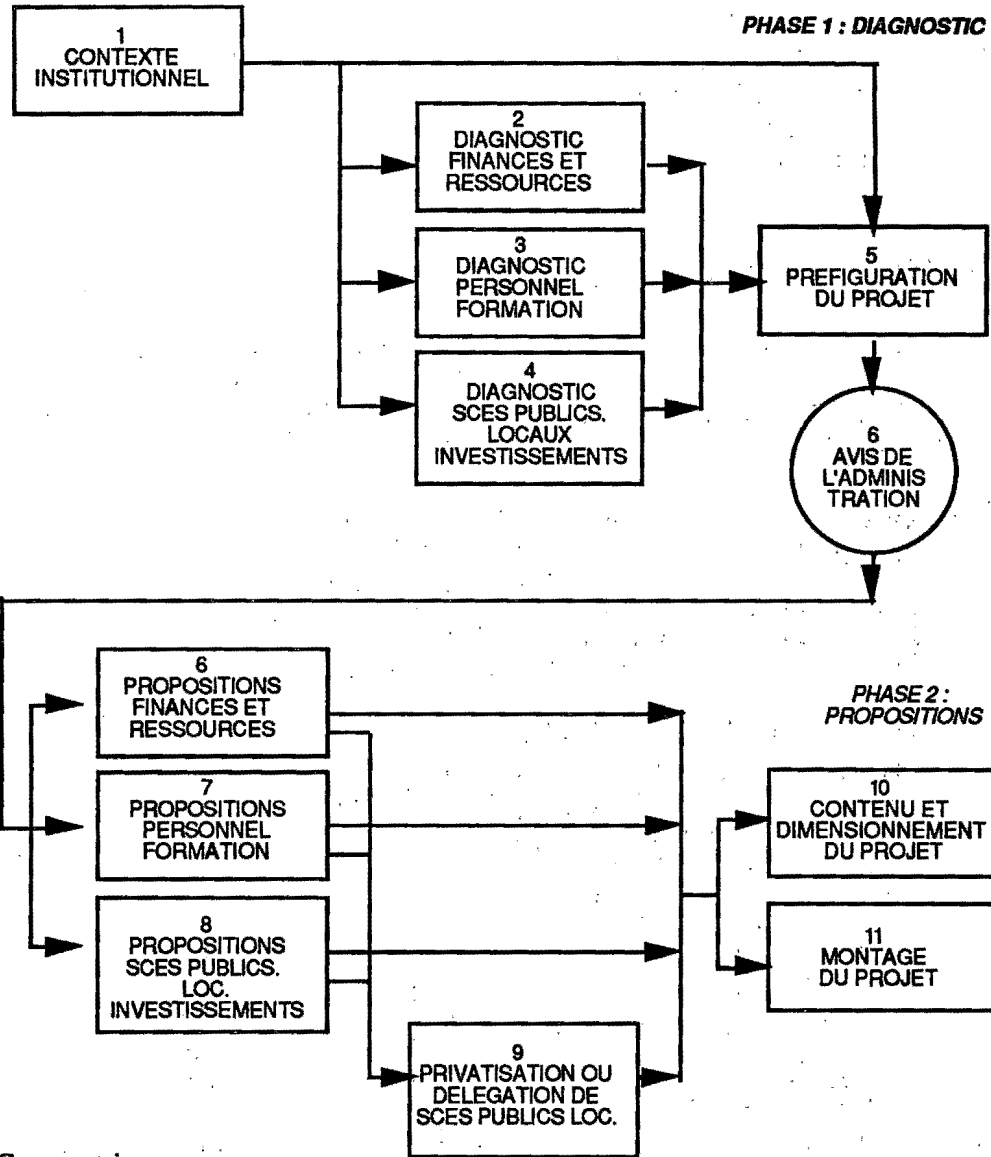 PHASE 1 : DIAGNOSTIC
1
CONTEXTE
INSTITUTIONNEL
2
DIAGNOSTIC
FINANCES ET
RESSOURCES
3
DIAGNOSTIC
PERSONNEL
FORMATION
4
DIAGNOSTIC
SCES PUBLICS.
LOCAUX
INVESTISSEMENTS
5
PREFIGURATION
DU PROJET
6
AVIS DE
L'ADMINIS
TRATION
6
PROPOSITIONS
FINANCES ET
RESSOURCES
PHASE 2 :
PROPOSITIONS
7
PROPOSITIONS
PERSONNEL
FORMATION
8
PROPOSITIONS
SCES PUBLICS.
LOC.
INVESTISSEMENTS
9
PRIVATISATION OU
DELEGATION DE
SCES PUBLICS LOC.
10
CONTENU ET
DIMENSIONNEMENT
DU PROJET
11
MONTAGE
DU PROJET